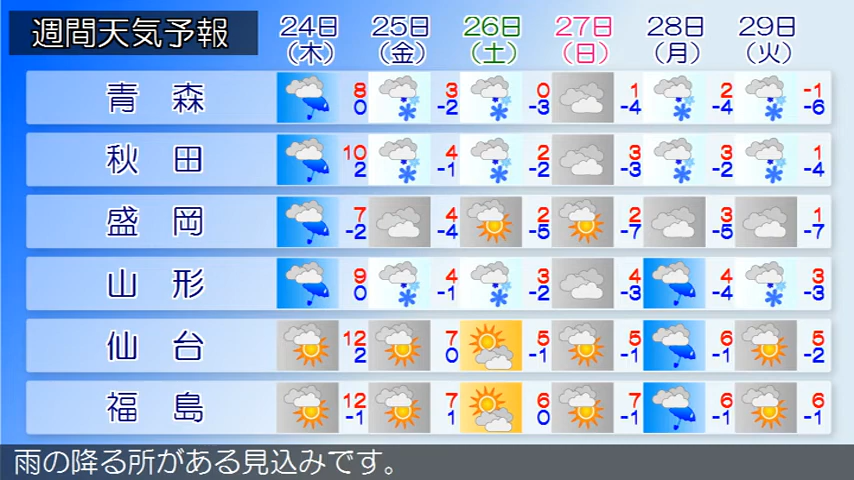 週間天気予報 24日 25日 26日 27日 28日 29日
(木) (金) (土) (日) (月) (火)
青森 8 3 0 1 2 -1
0 -2 -3 -4 -4 -6
秋田 10 4 2 3 3 1
2 -1 -2 -3 -2 -4
盛岡 7 4 2 2 3 1
-2 -4 -5 -7 -5 -7
山形 9 4 3 4 4 3
0 -1 -2 -3 -4 -3
仙台 12 7 5 5 6 5
2 0 -1 -1 -1 -2
福島 12 7 6 7 6 6
-1 1 0 -1 -1 -1
雨の降る所がある見込みです。